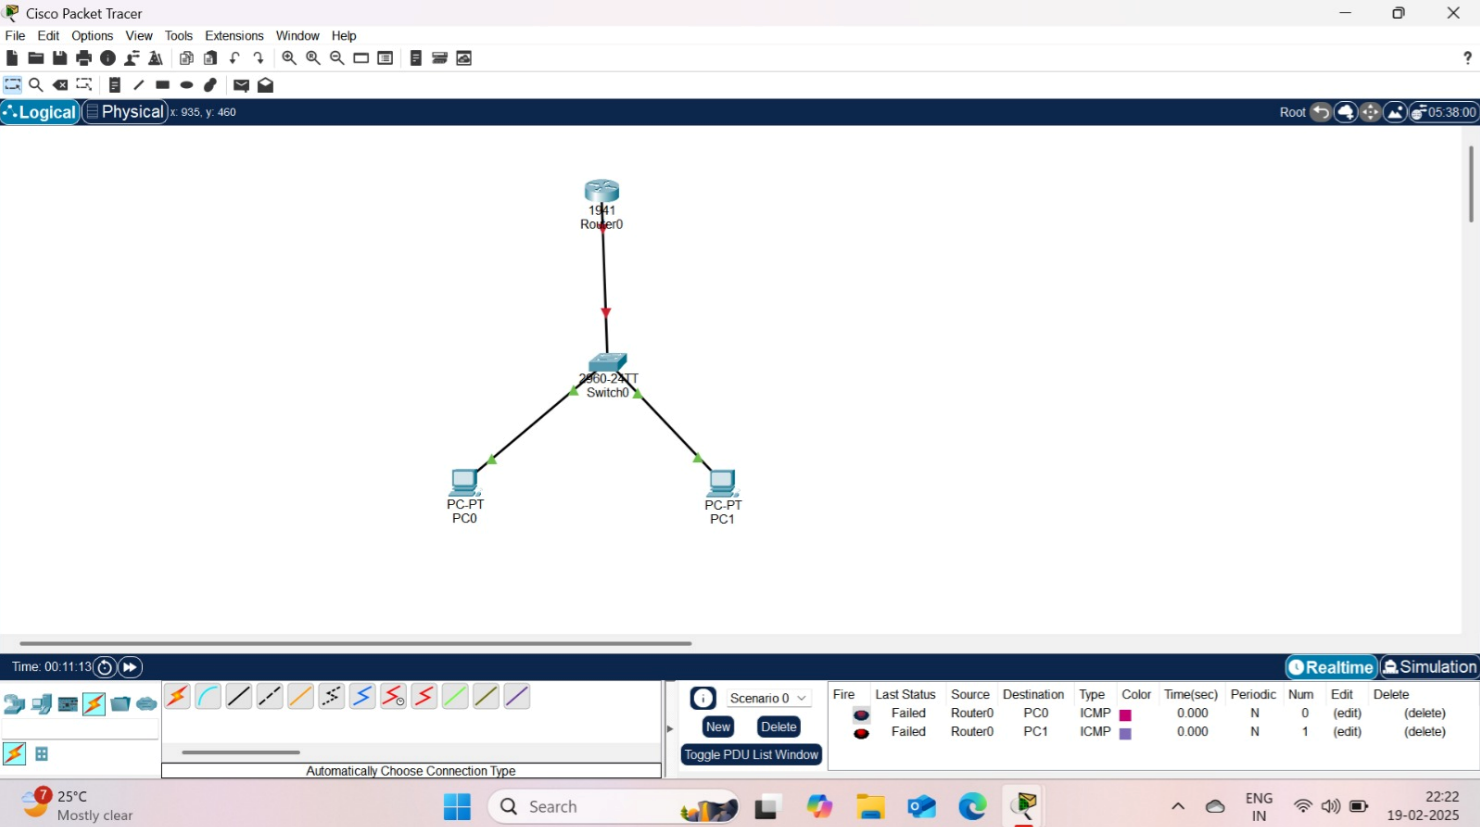 Cisco Packet Tracer
File Edit Options View Tools Extensions Window Help
?
Logical Physical x: 935, y: 460 Root 05:38:00
1941
Router0
2960-24TT
Switch0
PC-PT
PC0
PC-PT
PC1
Time: 00:11:13 Realtime Simulation
Automatically Choose Connection Type
Scenario 0
New Delete
Toggle PDU List Window
Fire Last Status Source Destination Type Color Time(sec) Periodic Num Edit Delete
Failed Router0 PC0 ICMP 0.000 N 0 (edit) (delete)
Failed Router0 PC1 ICMP 0.000 N 1 (edit) (delete)
7
25°C
Mostly clear
Search
ENG
IN
22:22
19-02-2025